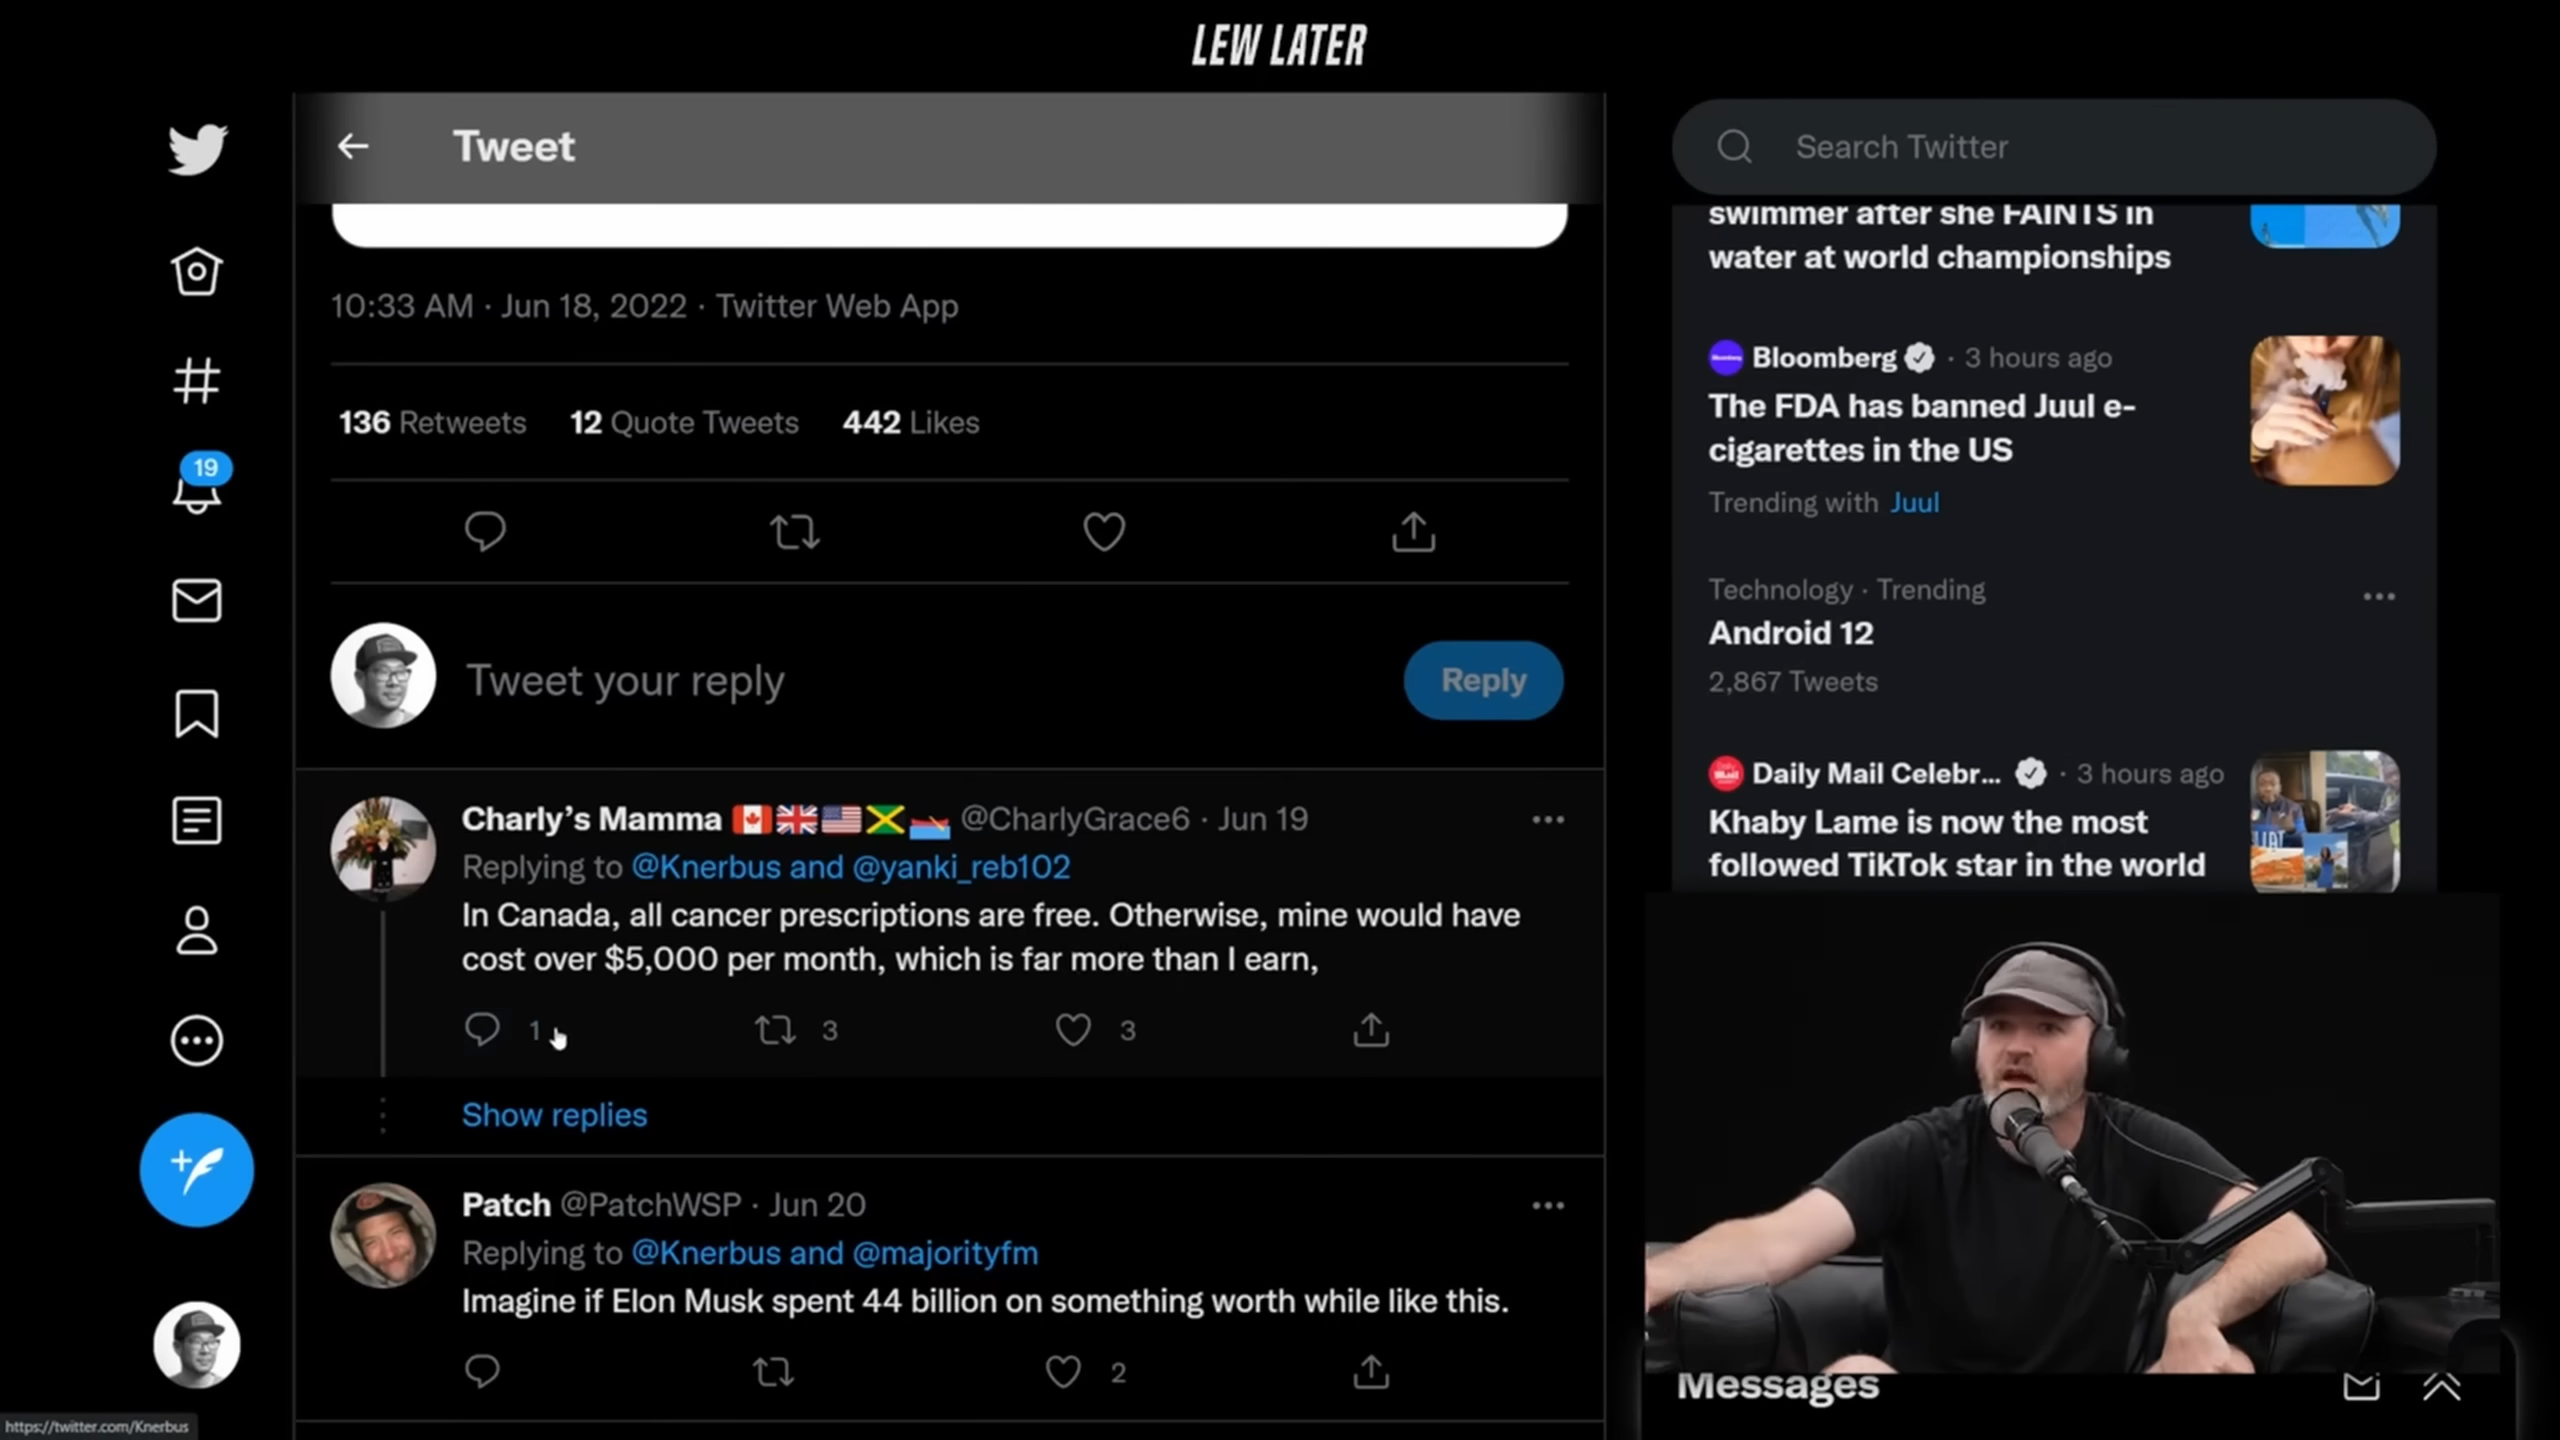 LEW LATER
Tweet
10:33 AM · Jun 18, 2022 · Twitter Web App
136 Retweets 12 Quote Tweets 442 Likes
19
Tweet your reply
Reply
Charly’s Mamma @CharlyGrace6 · Jun 19
Replying to @Knerbus and @yanki_reb102
In Canada, all cancer prescriptions are free. Otherwise, mine would have
cost over $5,000 per month, which is far more than I earn,
1 3 3
Show replies
Patch @PatchWSP · Jun 20
Replying to @Knerbus and @majorityfm
Imagine if Elon Musk spent 44 billion on something worth while like this.
2
https://twitter.com/Knerbus
Search Twitter
swimmer after she FAINTS in
water at world championships
Bloomberg · 3 hours ago
The FDA has banned Juul e-
cigarettes in the US
Trending with Juul
Technology · Trending
Android 12
2,867 Tweets
Daily Mail Celebr... · 3 hours ago
Khaby Lame is now the most
followed TikTok star in the world
Messages